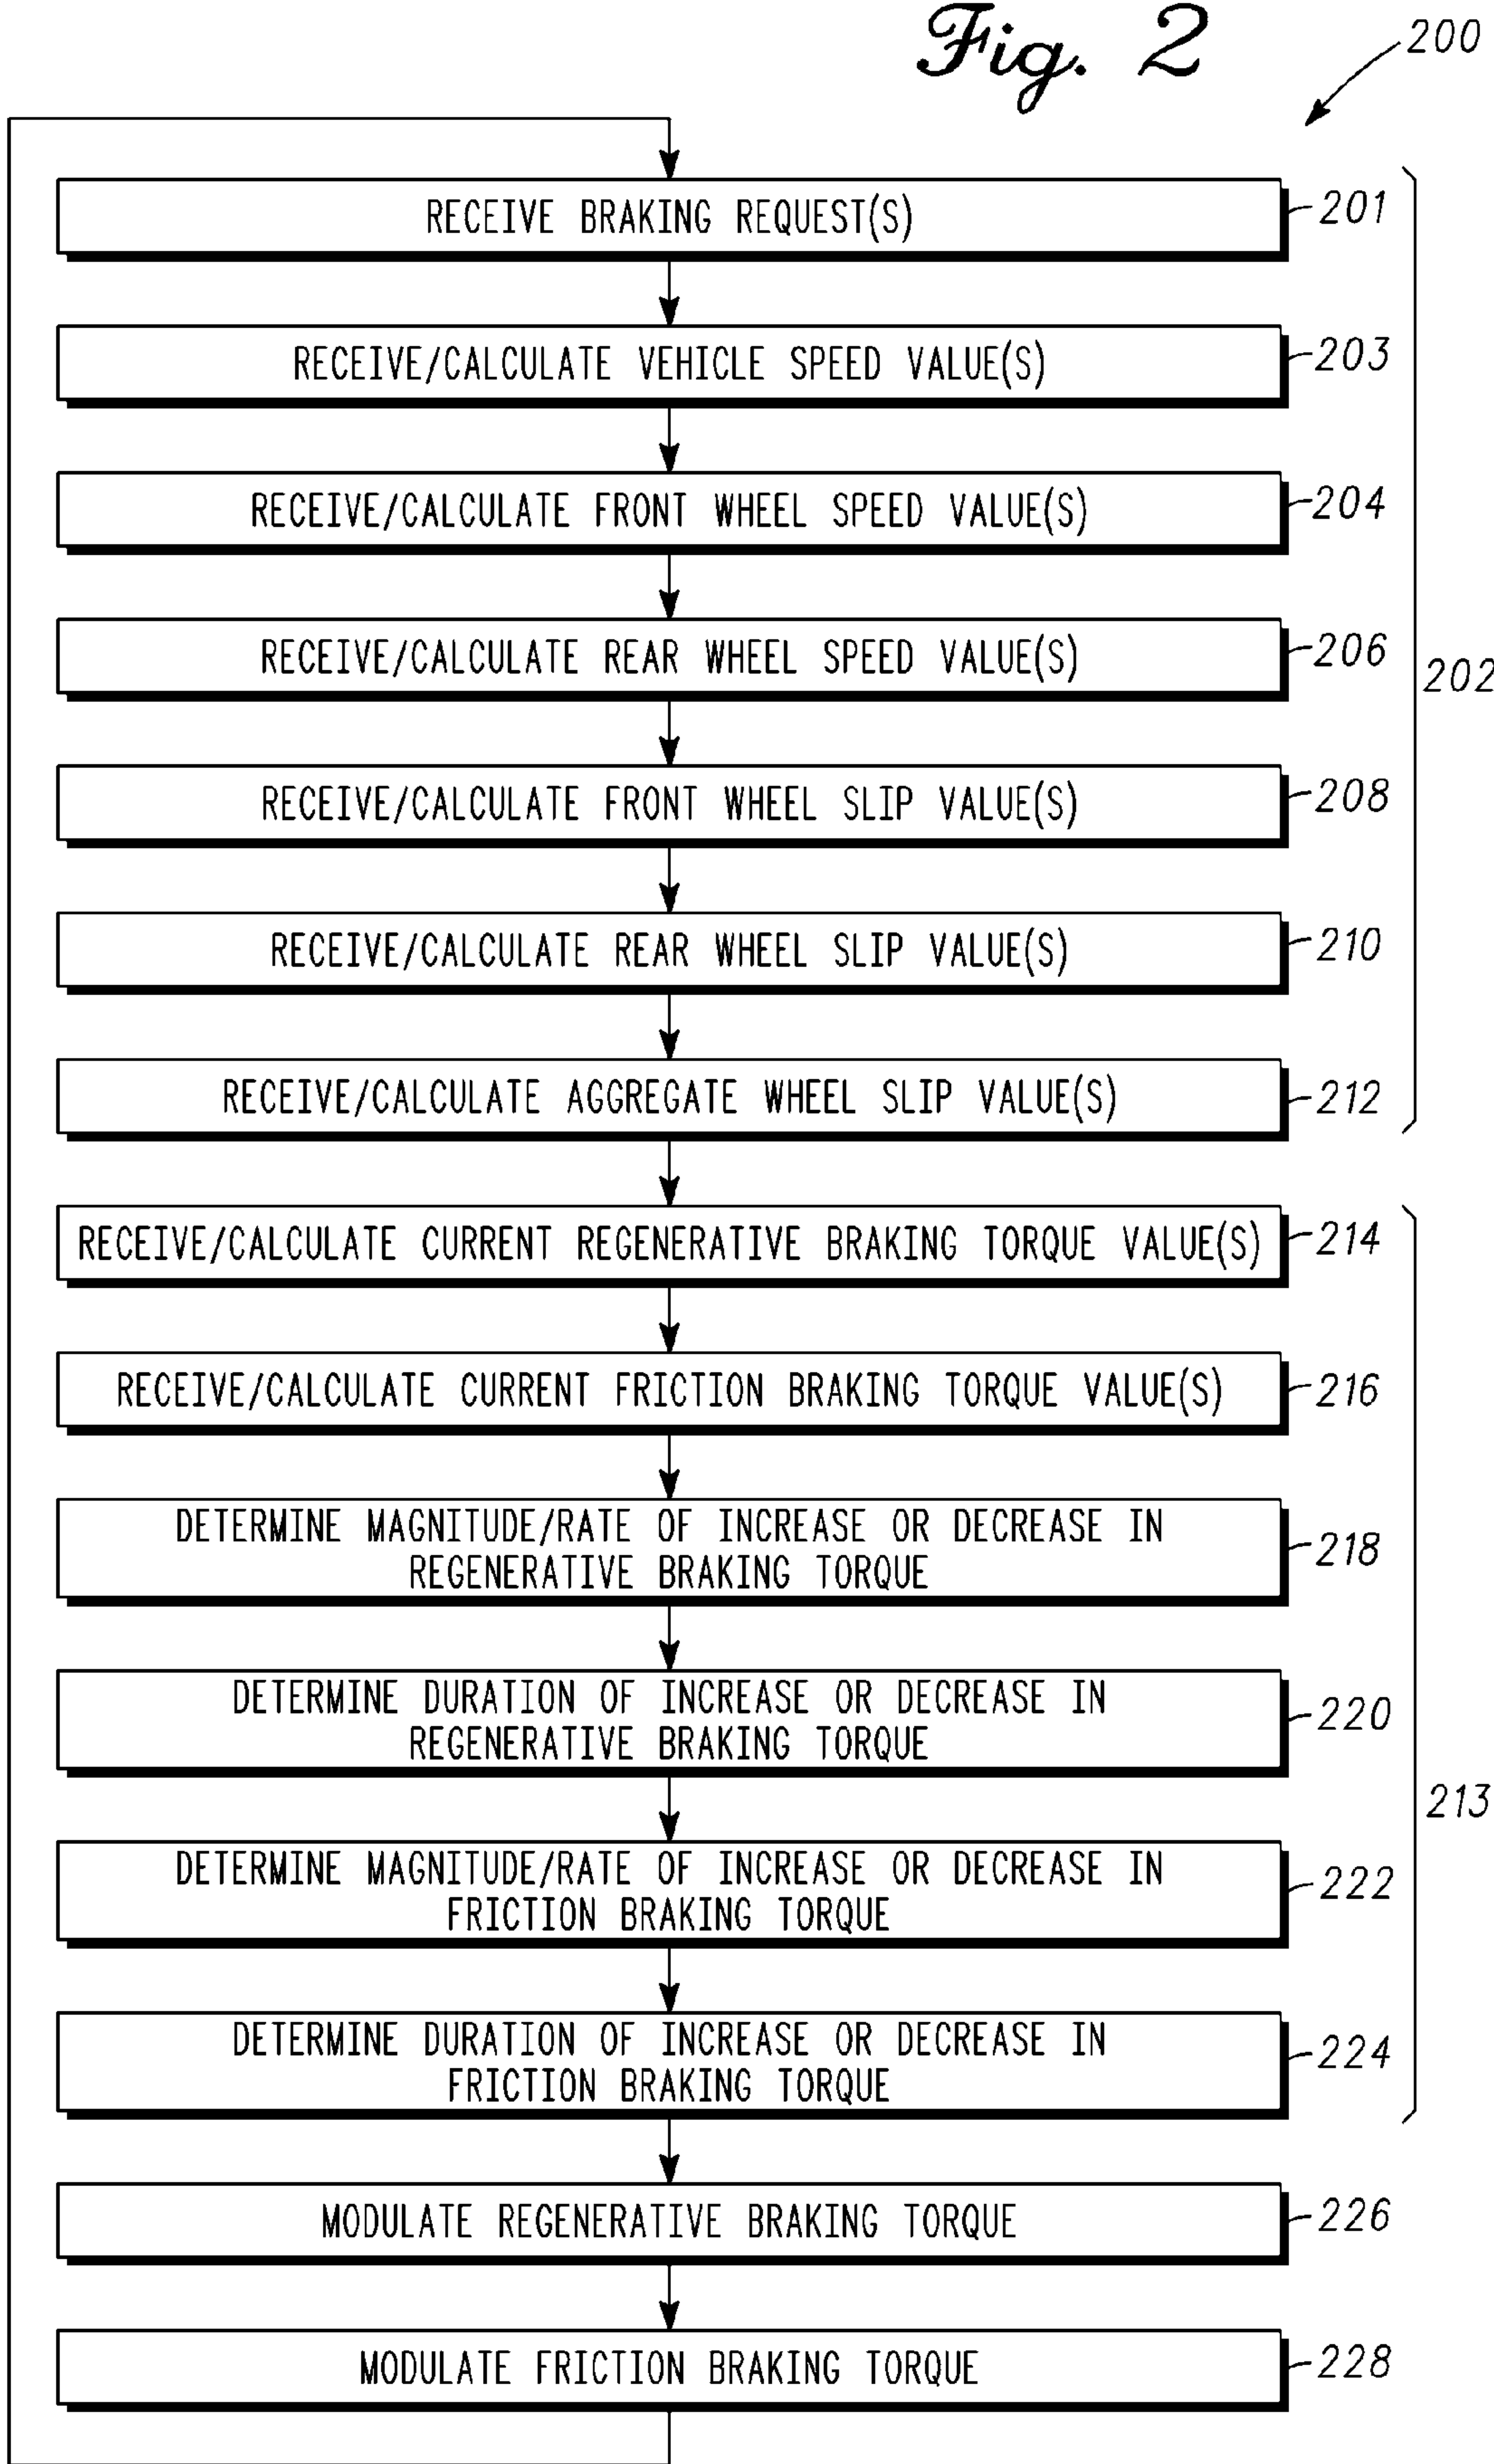 Fig. 2
200
RECEIVE BRAKING REQUEST(S)
201
RECEIVE/CALCULATE VEHICLE SPEED VALUE(S)
203
RECEIVE/CALCULATE FRONT WHEEL SPEED VALUE(S)
204
RECEIVE/CALCULATE REAR WHEEL SPEED VALUE(S)
206
202
RECEIVE/CALCULATE FRONT WHEEL SLIP VALUE(S)
208
RECEIVE/CALCULATE REAR WHEEL SLIP VALUE(S)
210
RECEIVE/CALCULATE AGGREGATE WHEEL SLIP VALUE(S)
212
RECEIVE/CALCULATE CURRENT REGENERATIVE BRAKING TORQUE VALUE(S)
214
RECEIVE/CALCULATE CURRENT FRICTION BRAKING TORQUE VALUE(S)
216
DETERMINE MAGNITUDE/RATE OF INCREASE OR DECREASE IN
REGENERATIVE BRAKING TORQUE
218
DETERMINE DURATION OF INCREASE OR DECREASE IN
REGENERATIVE BRAKING TORQUE
220
213
DETERMINE MAGNITUDE/RATE OF INCREASE OR DECREASE IN
FRICTION BRAKING TORQUE
222
DETERMINE DURATION OF INCREASE OR DECREASE IN
FRICTION BRAKING TORQUE
224
MODULATE REGENERATIVE BRAKING TORQUE
226
MODULATE FRICTION BRAKING TORQUE
228